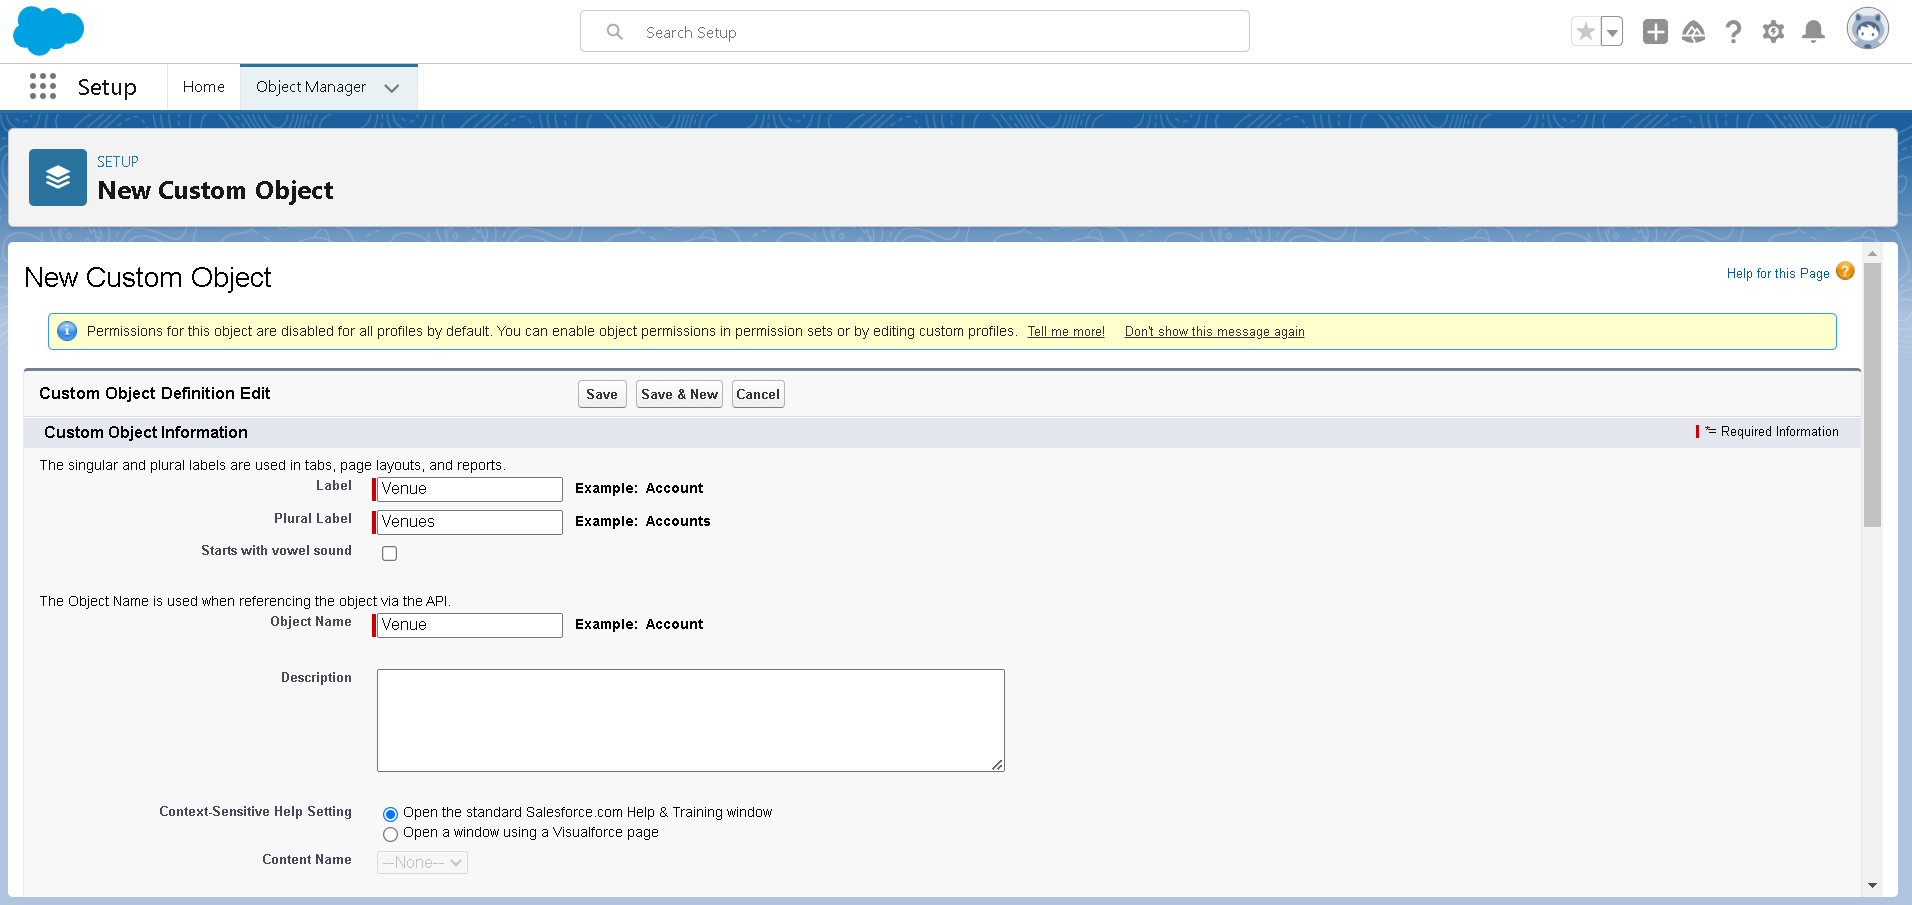 Search Setup
Setup
Home
Object Manager
SETUP
New Custom Object
New Custom Object
Help for this Page ?
Permissions for this object are disabled for all profiles by default. You can enable object permissions in permission sets or by editing custom profiles. Tell me more! Don't show this message again
Custom Object Definition Edit Save Save & New Cancel
Custom Object Information *= Required Information
The singular and plural labels are used in tabs, page layouts, and reports.
Label Venue Example: Account
Plural Label Venues Example: Accounts
Starts with vowel sound
The Object Name is used when referencing the object via the API.
Object Name Venue Example: Account
Description
Context-Sensitive Help Setting Open the standard Salesforce.com Help & Training window
Open a window using a Visualforce page
Content Name --None--